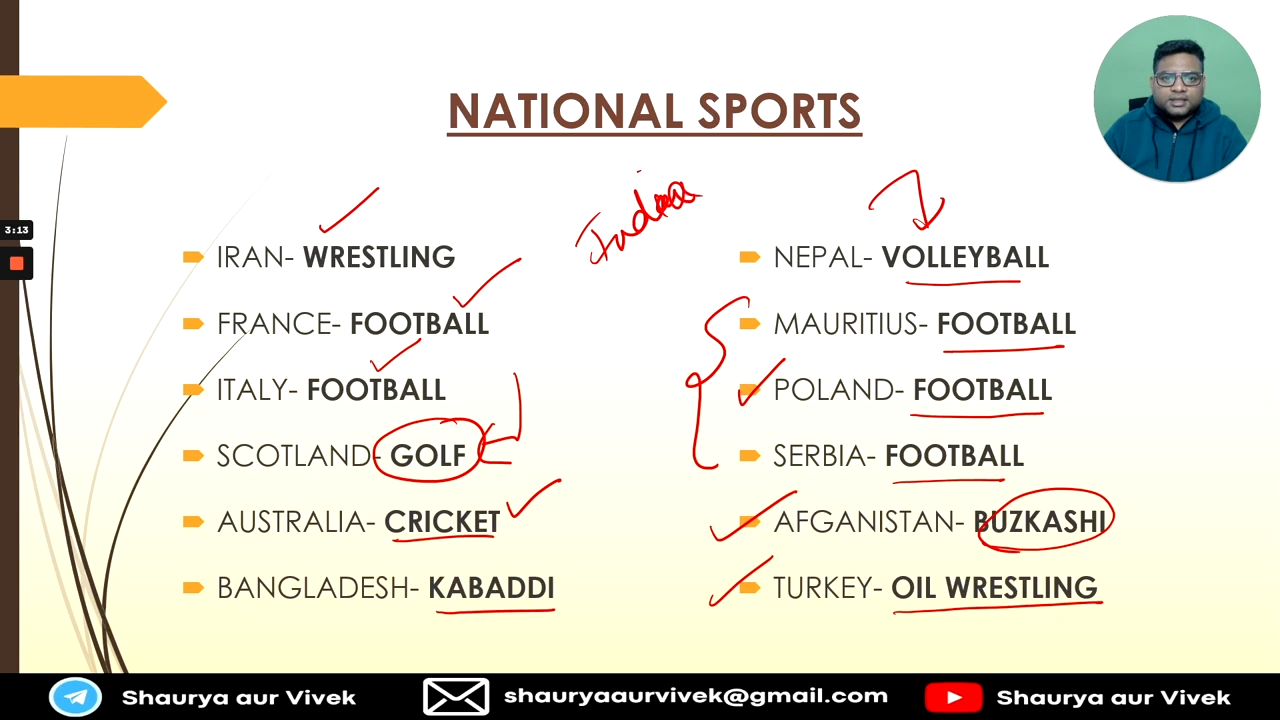 NATIONAL SPORTS
India
3:13
IRAN- WRESTLING
FRANCE- FOOTBALL
ITALY- FOOTBALL
SCOTLAND- GOLF
AUSTRALIA- CRICKET
BANGLADESH- KABADDI
NEPAL- VOLLEYBALL
MAURITIUS- FOOTBALL
POLAND- FOOTBALL
SERBIA- FOOTBALL
AFGANISTAN- BUZKASHI
TURKEY- OIL WRESTLING
Shaurya aur Vivek
shauryaaurvivek@gmail.com
Shaurya aur Vivek